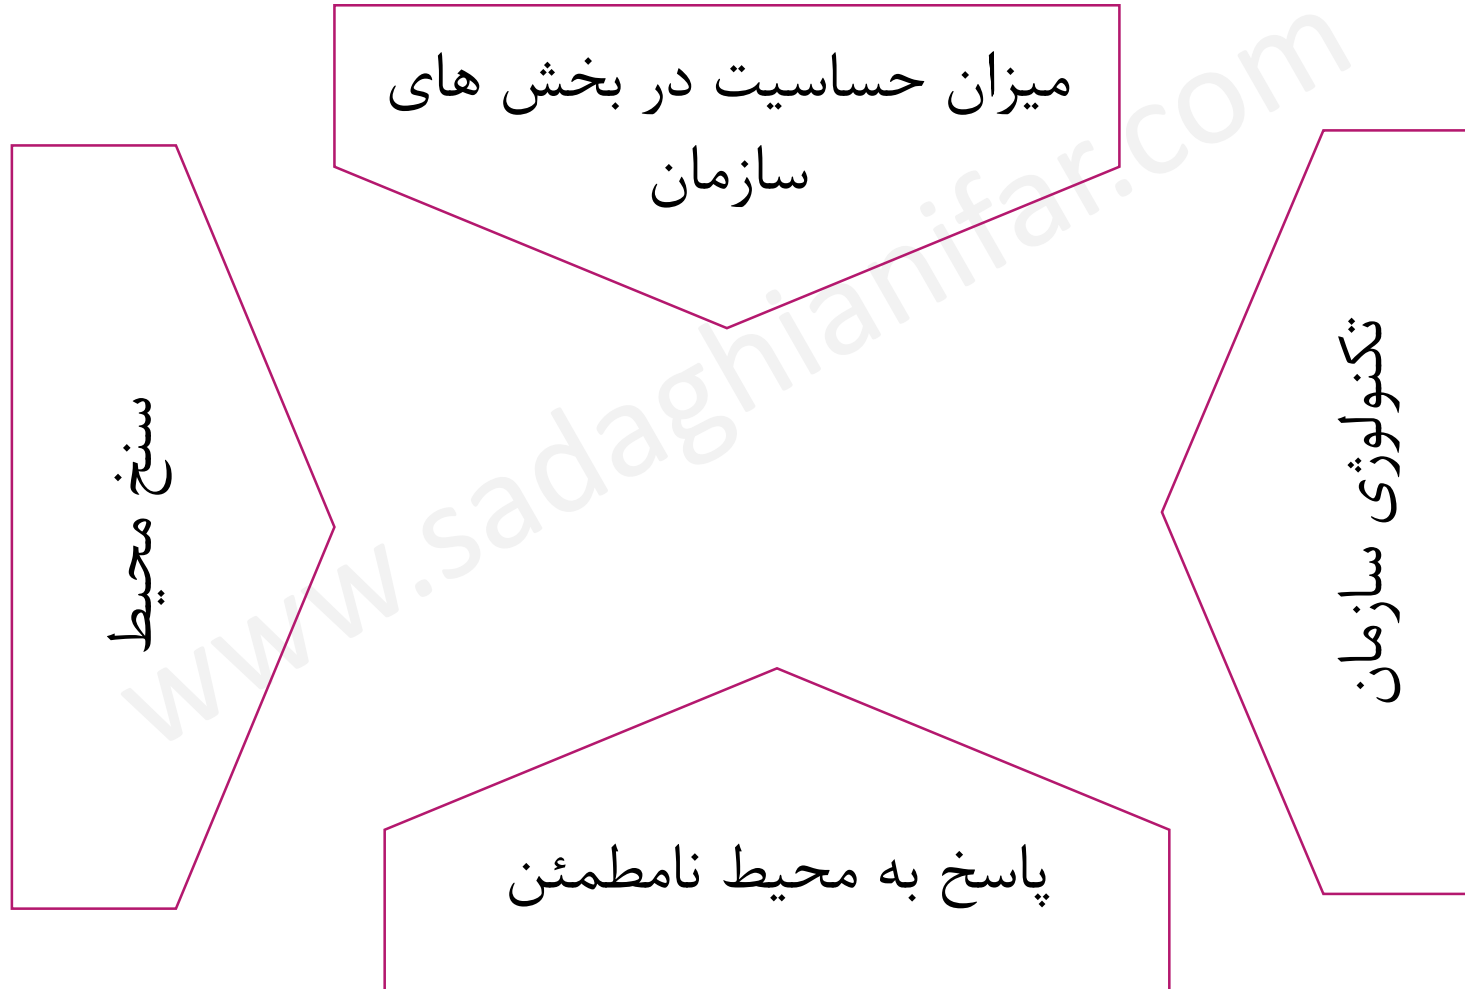 میزان حساسیت در بخش های
سازمان
تکنولوژی سازمان
سنخ محیط
پاسخ به محیط نامطمئن
www.sadaghianifar.com